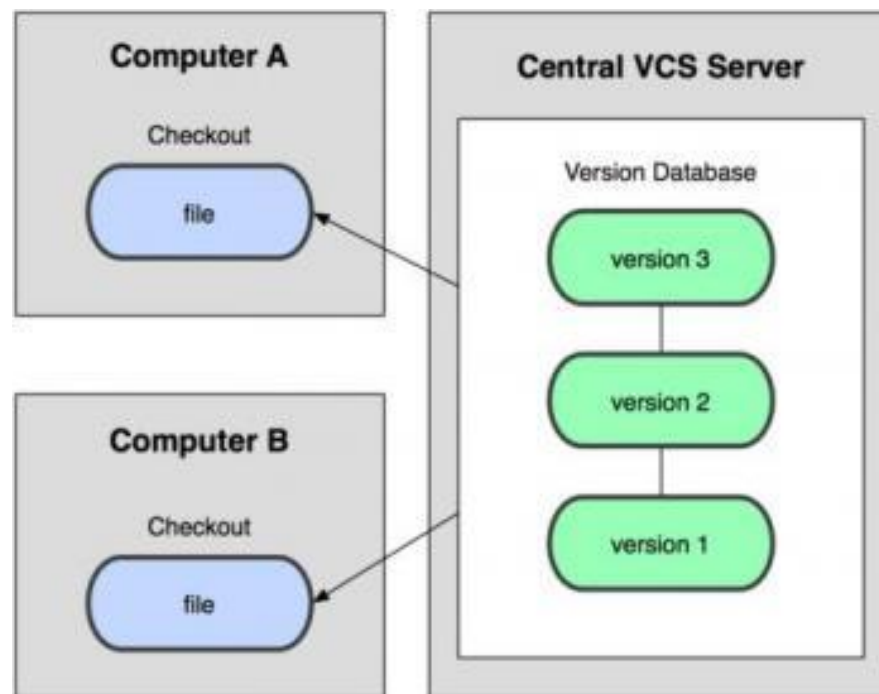 Computer A
Checkout
file
Computer B
Checkout
file
Central VCS Server
Version Database
version 3
version 2
version 1